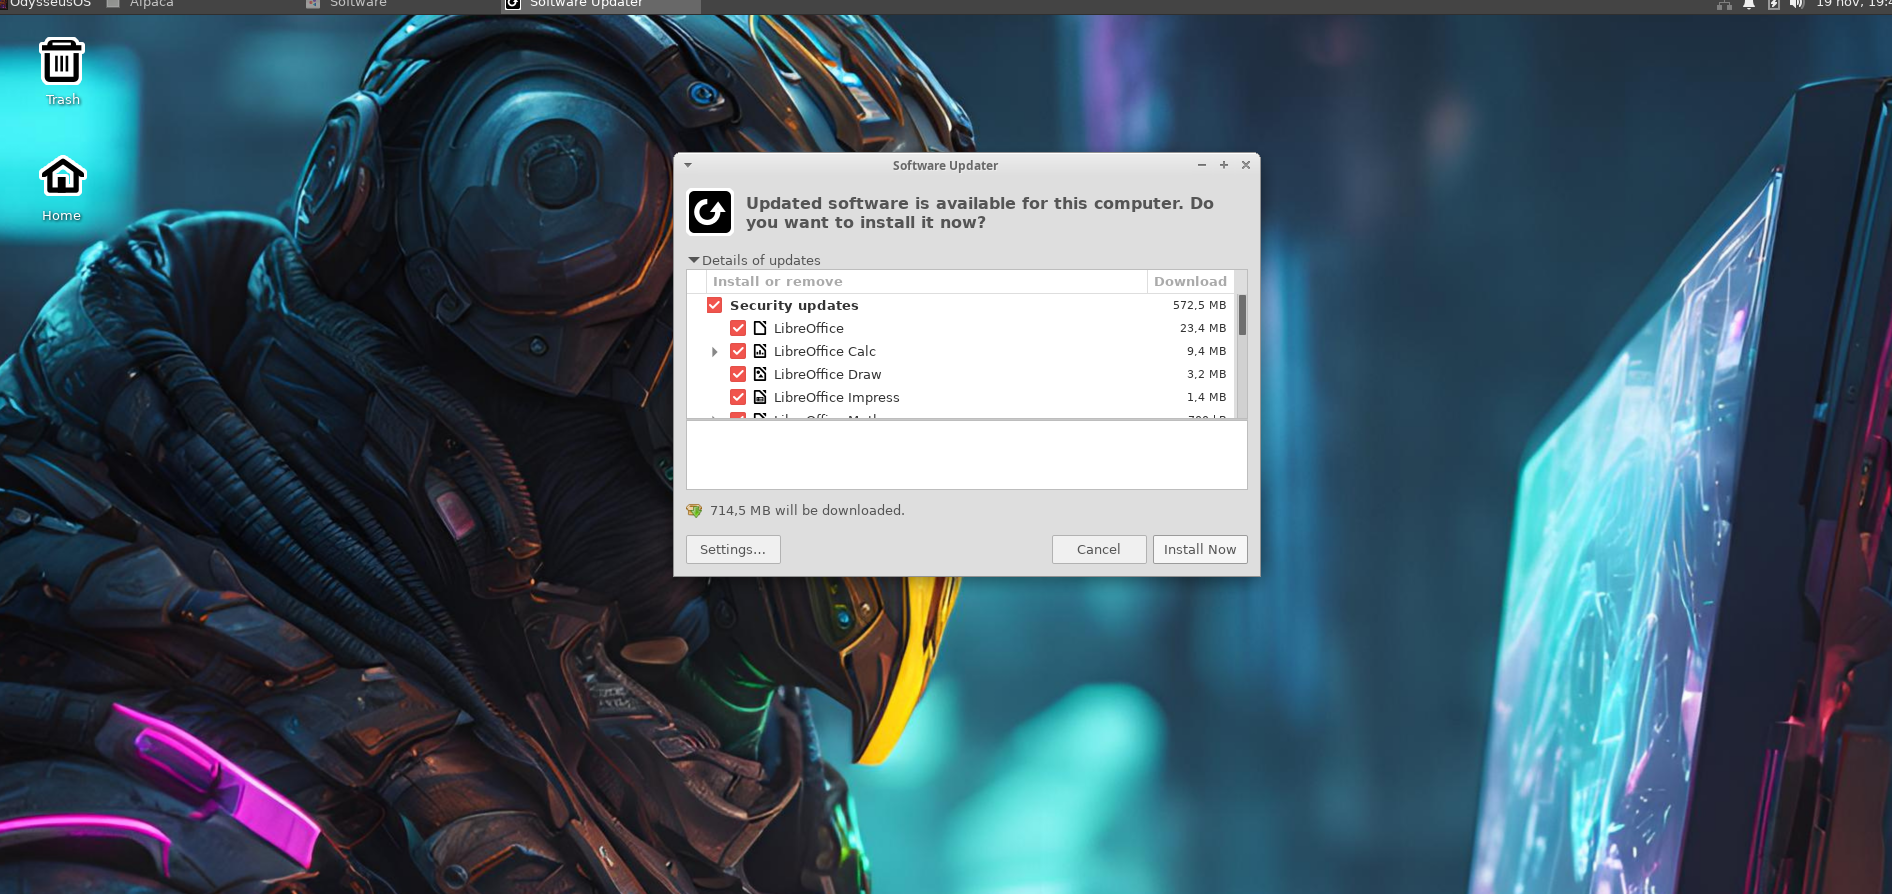 OdysseusOS
Alpaca
Software
Software Updater
19 nov, 19:4
Trash
Home
Software Updater
Updated software is available for this computer. Do
you want to install it now?
Details of updates
Install or remove Download
Security updates 572,5 MB
LibreOffice 23,4 MB
LibreOffice Calc 9,4 MB
LibreOffice Draw 3,2 MB
LibreOffice Impress 1,4 MB
LibreOffice Math
714,5 MB will be downloaded.
Settings...
Cancel
Install Now